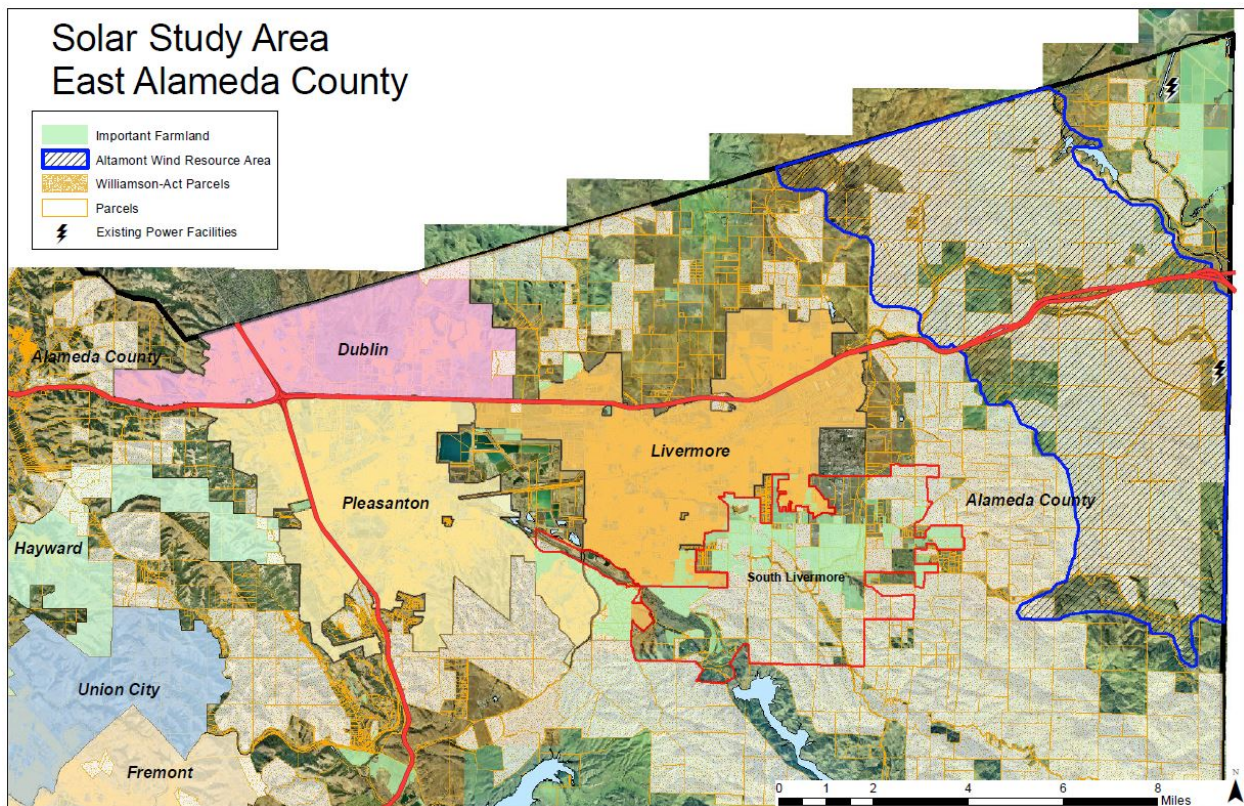 Solar Study Area
East Alameda County
Important Farmland
Altamont Wind Resource Area
Williamson-Act Parcels
Parcels
Existing Power Facilities
Alameda County
Dublin
Livermore
Pleasanton
Alameda County
Hayward
South Livermore
Union City
Fremont
N
0 1 2 4 6 8
Miles